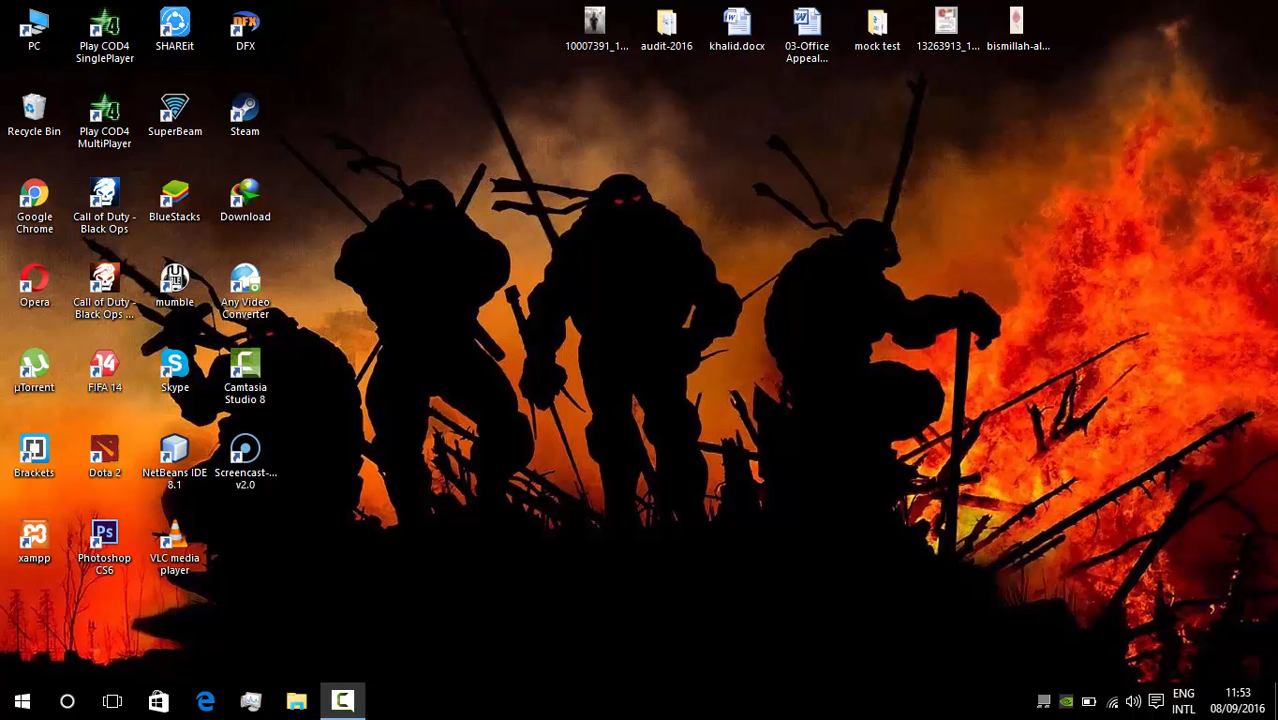 PC
Play COD4
SinglePlayer
SHAREit
DFX
10007391_1...
audit-2016
khalid.docx
03-Office
Appeal...
mock test
13263913_1...
bismillah-al...
Recycle Bin
Play COD4
MultiPlayer
SuperBeam
Steam
Google
Chrome
Call of Duty -
Black Ops
BlueStacks
Download
Opera
Call of Duty -
Black Ops ...
mumble
Any Video
Converter
µTorrent
FIFA 14
Skype
Camtasia
Studio 8
Brackets
Dota 2
NetBeans IDE
8.1
Screencast-...
v2.0
xampp
Photoshop
CS6
VLC media
player
ENG
INTL
11:53
08/09/2016